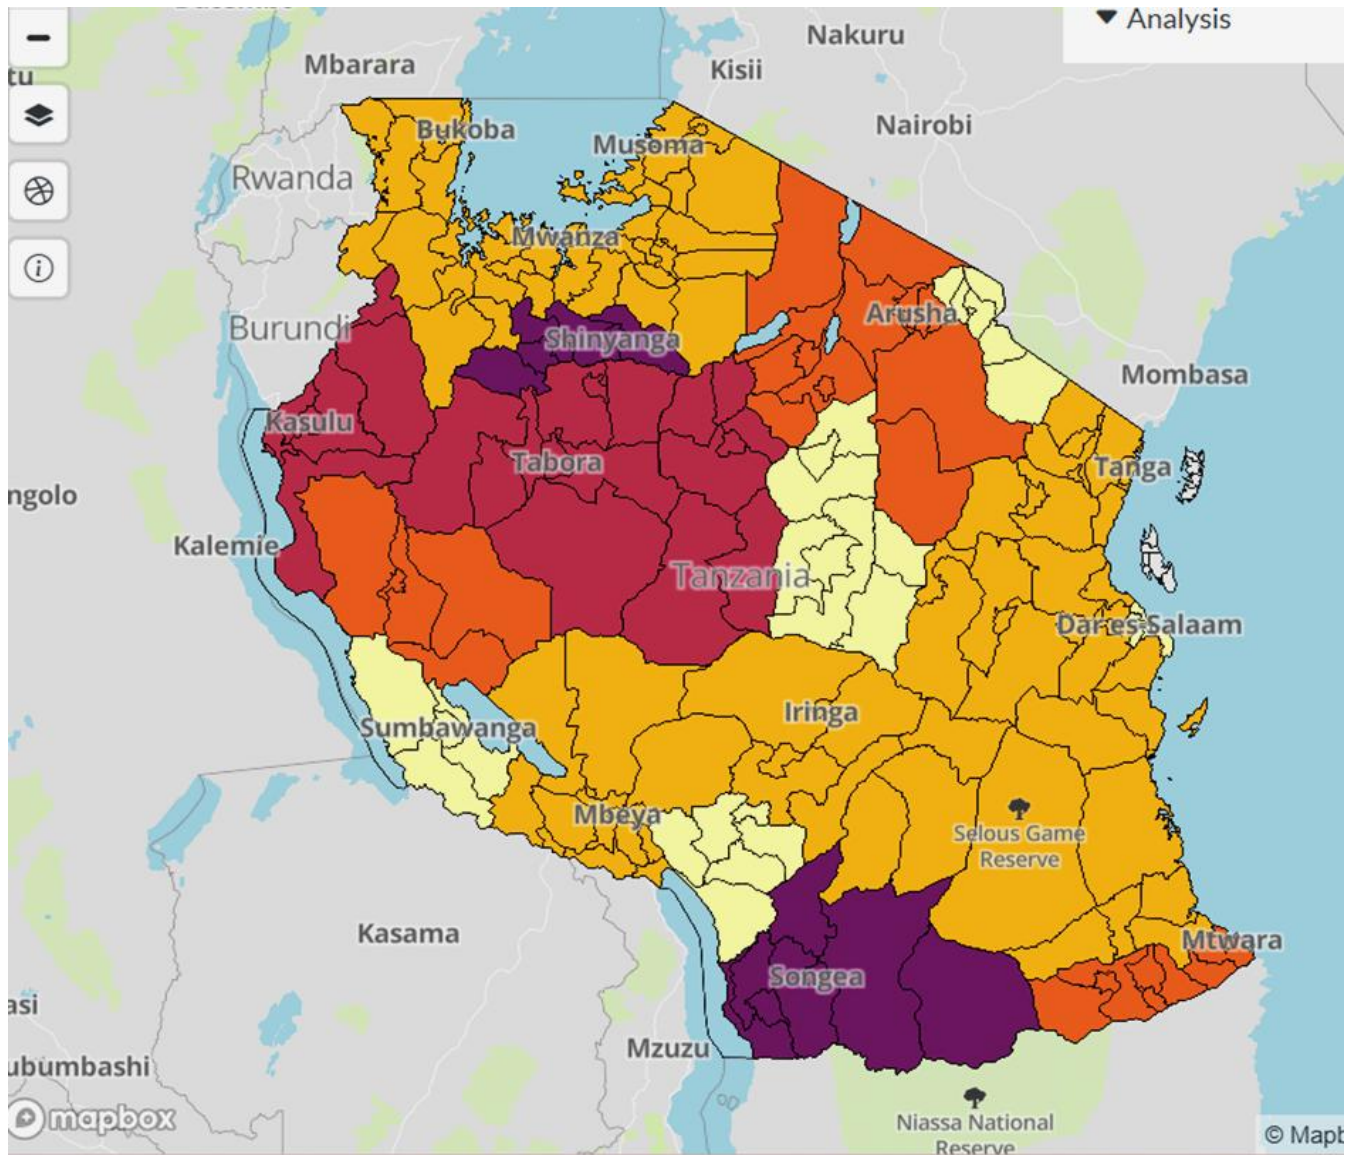 Analysis
Nakuru
Mbarara
Kisii
tu
Nairobi
Bukoba
Musoma
Rwanda
Mwanza
Arusha
Burundi
Shinyanga
Mombasa
Kasulu
Tabora
Tanga
ngolo
Kalemie
Tanzania
Dar es-Salaam
Iringa
Sumbawanga
Mbeya
Selous Game
Reserve
Kasama
Mtwara
Songea
asi
Mzuzu
ubumbashi
mapbox
Niassa National
Reserve
© Mapb